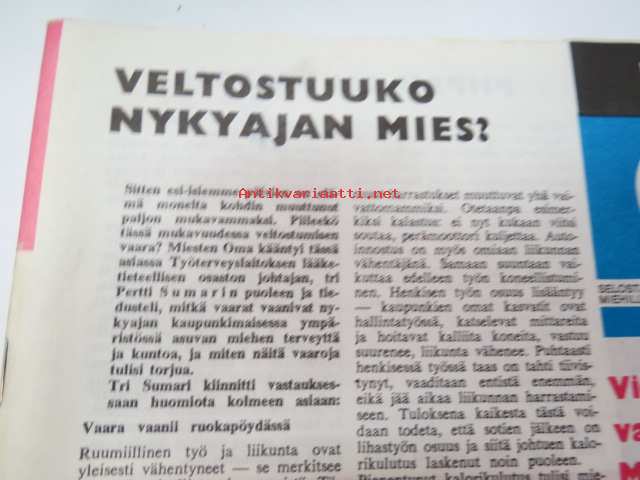 VELTOSTUUKO
NYKYAJAN MIES?
Sitten esi-isiemme
mä monelta kohdin muuttunut
paljon mukavammaksi. Piileekö
tässä mukavuudessa veltostumisen
vaara? Miesten Oma kääntyi tässä
asiassa Työterveyslaitoksen lääke-
tieteellisen osaston johtajan, tri
Pertti Sumarin puoleen ja tie-
dusteli, mitkä vaarat vaanivat ny-
kyajan kaupunkimaisessa ympä-
ristössä asuvan miehen terveyttä
ja kuntoa, ja miten näitä vaaroja
tulisi torjua.
Tri Sumari kiinnitti vastaukses-
saan huomiota kolmeen asiaan:
Vaara vaanii ruokapöydässä
Ruumiillinen työ ja liikunta ovat
yleisesti vähentyneet — se merkitsee
harrastukset muuttuvat yhä vai-
vattomammiksi. Otetaanpa esimer-
kiksi kalastus: ei nyt kukaan viitsi
soutaa, perämoottori kuljettaa. Auto-
innostus on myös omiaan liikunnan
vähentäjänä. Samaan suuntaan vai-
kuttaa edelleen työn koneellistumi-
nen. Henkisen työn osuus lisääntyy
— kaupunkien omat kasvatit ovat
hallintatyössä, katselevat mittareita
ja hoitavat kalliita koneita, vastuu
suurenee, liikunta vähenee. Puhtaasti
henkisessä työssä taas on tahti tiivis-
tynyt, vaaditaan entistä enemmän,
eikä jää aikaa liikunnan harrastami-
seen. Tuloksena kaikesta tästä voi-
daan todeta, että sotien jälkeen on
lihastyön osuus ja siitä johtuen kalo-
rikulutus laskenut noin puoleen.
kalorikulutus tulisi mie-
Antikvariaatti.net
SELOST
MIEHILL
Vi
va